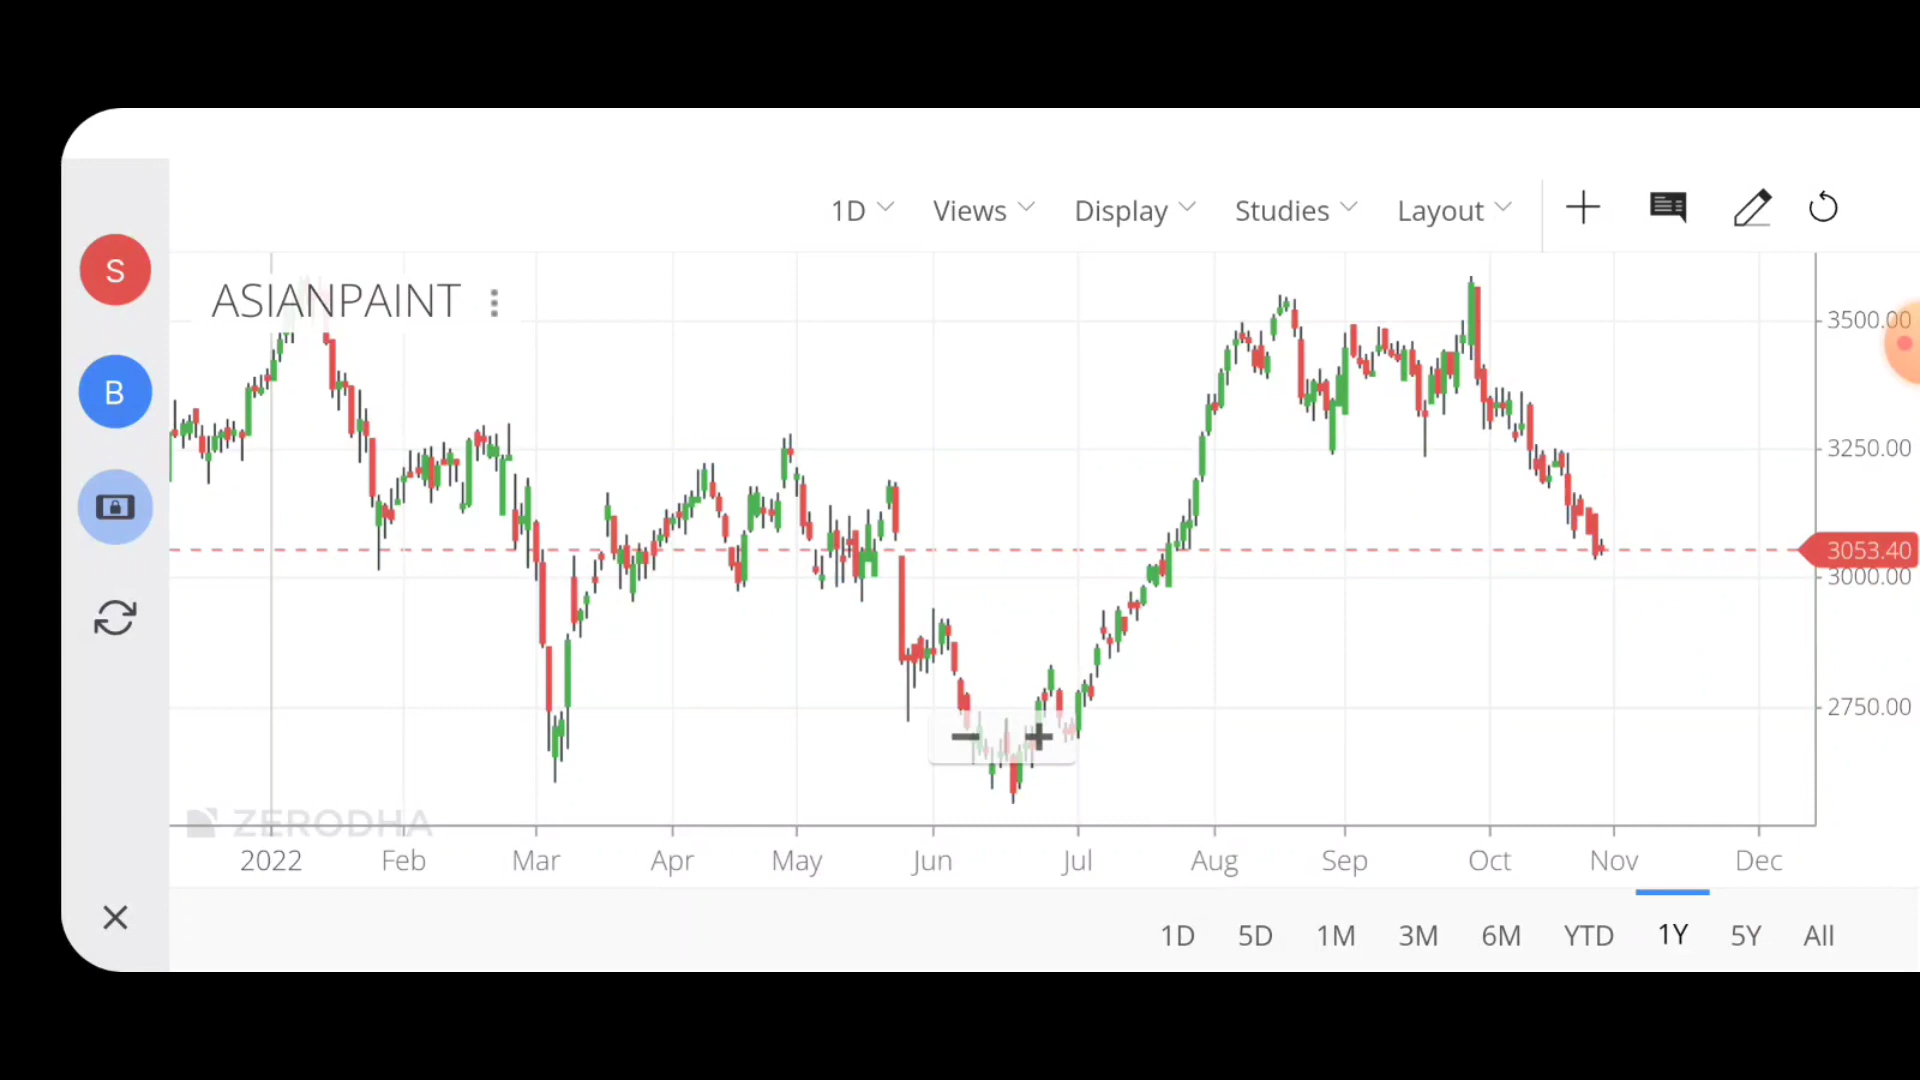 1D Views Display Studies Layout
S
ASIANPAINT
3500.00
B
3250.00
3053.40
3000.00
2750.00
ZERODHA
2022 Feb Mar Apr May Jun Jul Aug Sep Oct Nov Dec
1D 5D 1M 3M 6M YTD 1Y 5Y All